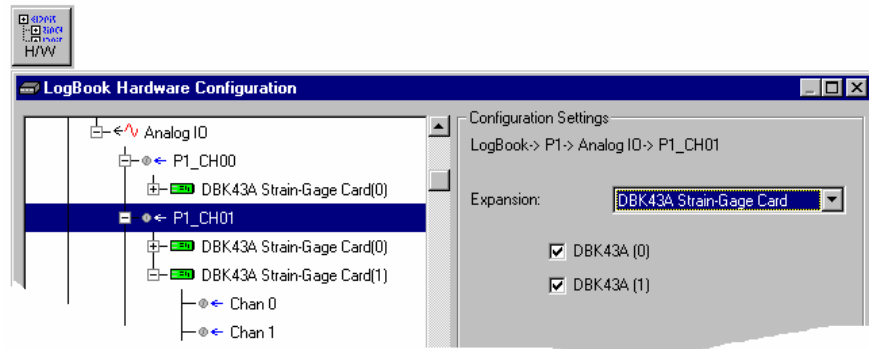 H/W
LogBook Hardware Configuration
Analog IO
P1_CH00
DBK43A Strain-Gage Card(0)
P1_CH01
DBK43A Strain-Gage Card(0)
DBK43A Strain-Gage Card(1)
Chan 0
Chan 1
Configuration Settings
LogBook-> P1-> Analog IO-> P1_CH01
Expansion: DBK43A Strain-Gage Card
DBK43A (0)
DBK43A (1)